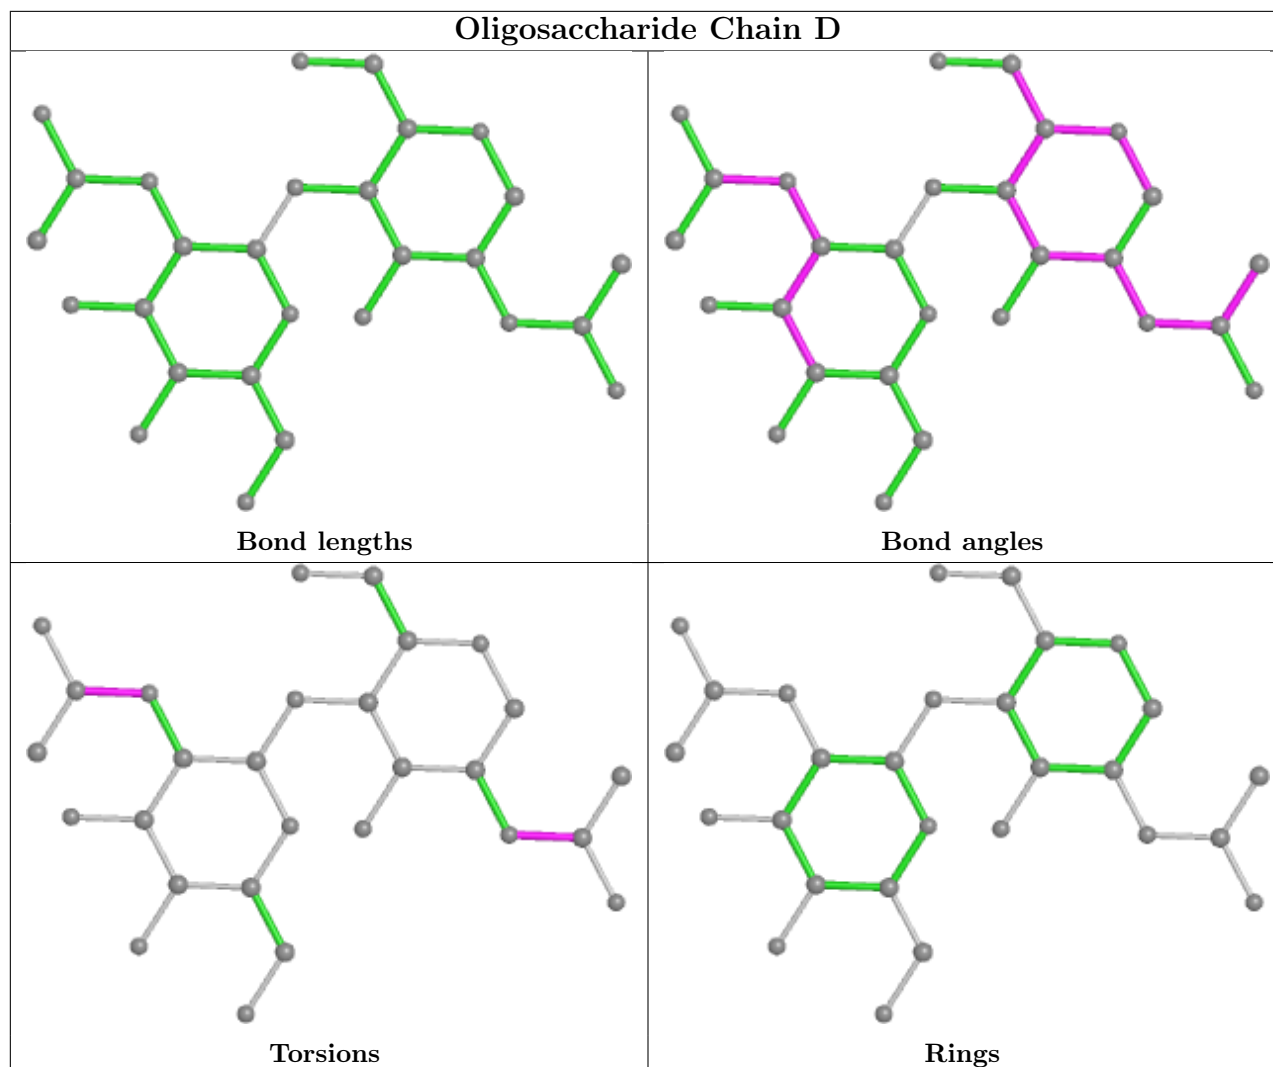 Oligosaccharide Chain D
Bond lengths
Bond angles
Torsions
Rings